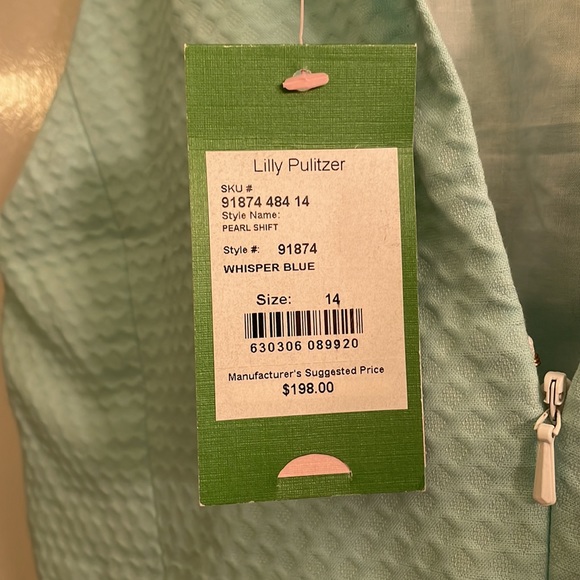 Lilly Pulitzer
SKU #
91874 484 14
Style Name:
PEARL SHIFT
Style #: 91874
WHISPER BLUE
Size: 14
630306 089920
Manufacturer's Suggested Price
$198.00